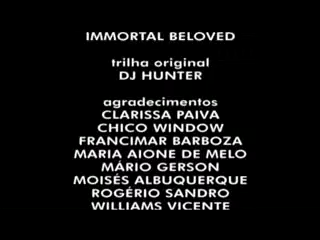 IMMORTAL BELOVED
trilha original
DJ HUNTER
agradecimentos
CLARISSA PAIVA
CHICO WINDOW
FRANCIMAR BARBOZA
MARIA AIONE DE MELO
MÁRIO GERSON
MOISÉS ALBUQUERQUE
ROGÉRIO SANDRO
WILLIAMS VICENTE